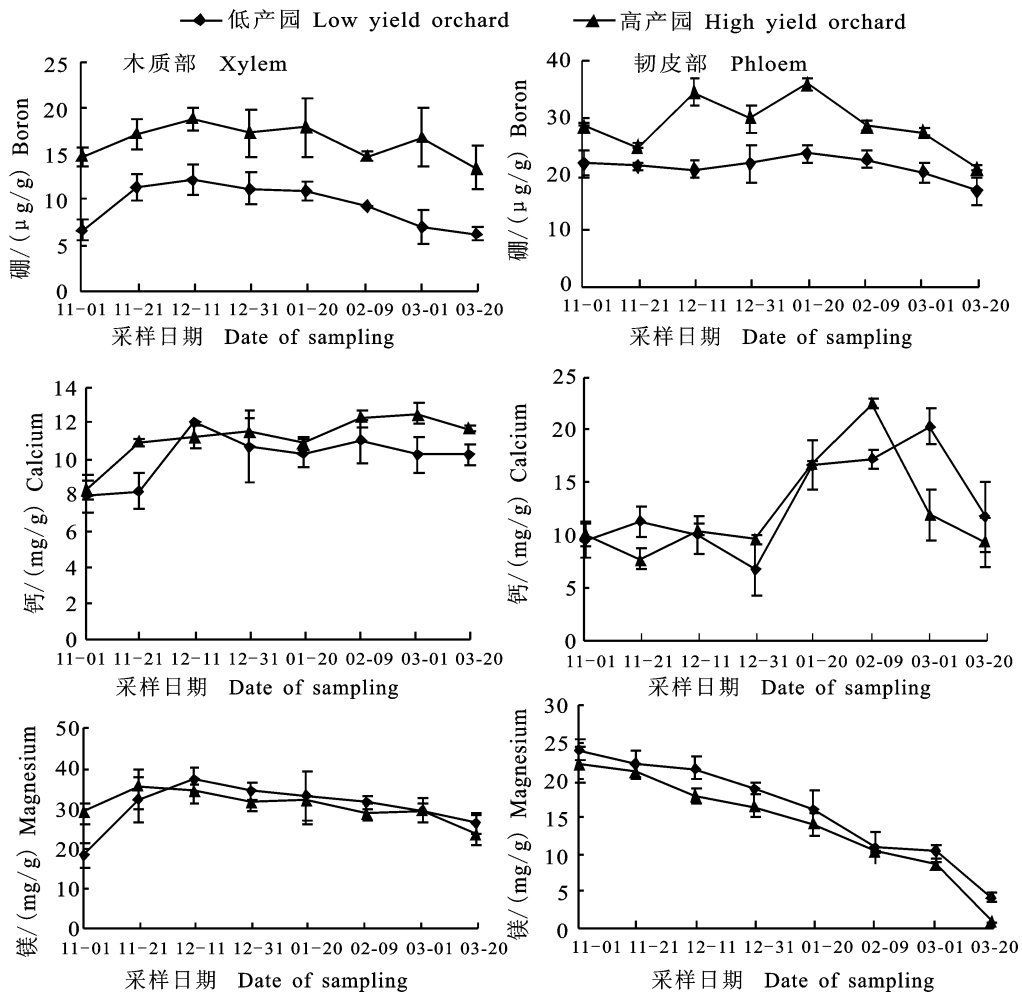 低产园 Low yield orchard 高产园 High yield orchard
木质部 Xylem
硼/(μg/g) Boron
25
20
15
10
5
0
11-01 11-21 12-11 12-31 01-20 02-09 03-01 03-20
采样日期 Date of sampling
韧皮部 Phloem
硼/(μg/g) Boron
40
30
20
10
0
11-01 11-21 12-11 12-31 01-20 02-09 03-01 03-20
采样日期 Date of sampling
钙/(mg/g) Calcium
14
12
10
8
6
4
2
0
11-01 11-21 12-11 12-31 01-20 02-09 03-01 03-20
采样日期 Date of sampling
钙/(mg/g) Calcium
25
20
15
10
5
0
11-01 11-21 12-11 12-31 01-20 02-09 03-01 03-20
采样日期 Date of sampling
镁/(mg/g) Magnesium
50
40
30
20
10
0
11-01 11-21 12-11 12-31 01-20 02-09 03-01 03-20
采样日期 Date of sampling
镁/(mg/g) Magnesium
30
25
20
15
10
5
0
11-01 11-21 12-11 12-31 01-20 02-09 03-01 03-20
采样日期 Date of sampling